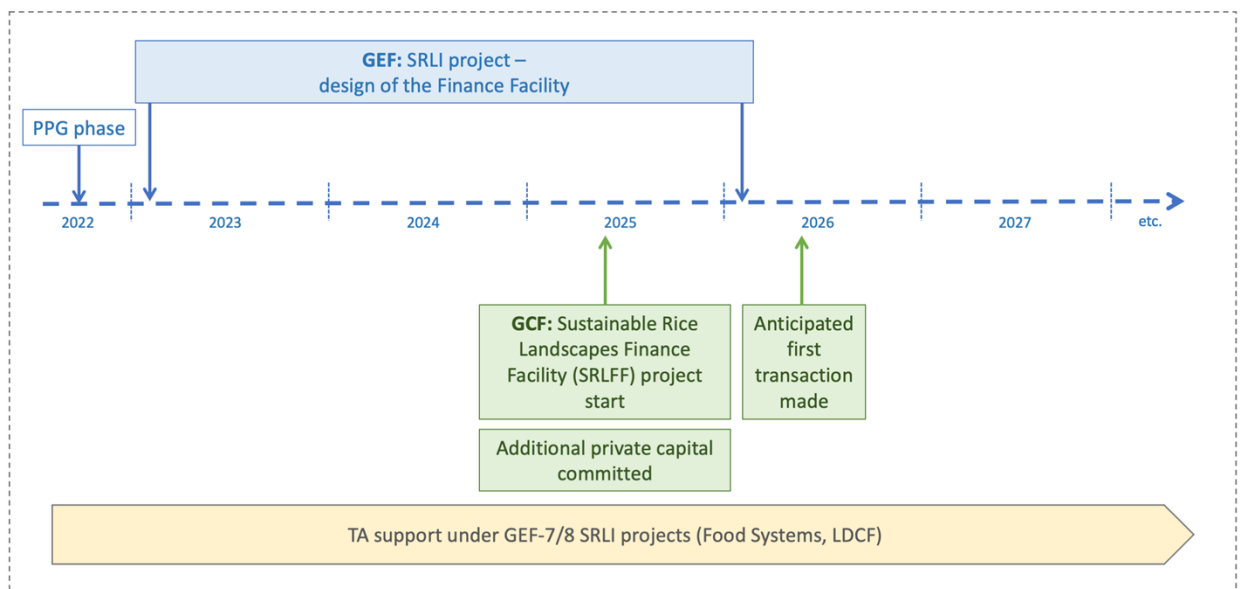 GEF: SRLI project –
design of the Finance Facility
PPG phase
2022
2023
2024
2025
2026
2027
etc.
GCF: Sustainable Rice
Landscapes Finance
Facility (SRLFF) project
start
Anticipated
first
transaction
made
Additional private capital
committed
TA support under GEF-7/8 SRLI projects (Food Systems, LDCF)